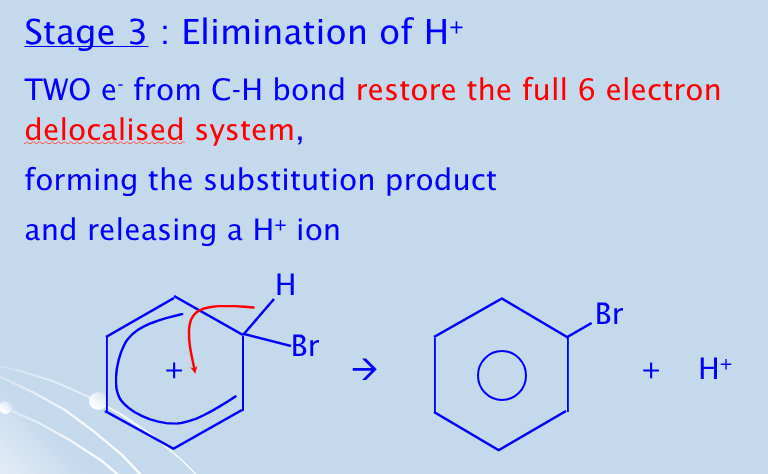 Stage 3 : Elimination of H⁺
TWO e⁻ from C-H bond restore the full 6 electron
delocalised system,
forming the substitution product
and releasing a H⁺ ion
H
Br
+
→
Br
+ H⁺